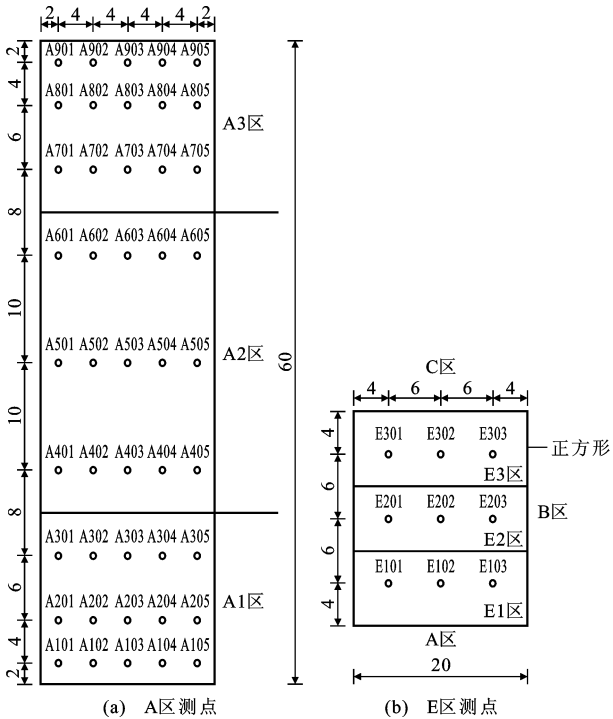 2 4 4 4 4 2
2 4 6 8 10 10 8 6 4 2
A901 A902 A903 A904 A905
A801 A802 A803 A804 A805
A3区
A701 A702 A703 A704 A705
A601 A602 A603 A604 A605
A501 A502 A503 A504 A505
A2区
A401 A402 A403 A404 A405
A301 A302 A303 A304 A305
A201 A202 A203 A204 A205
A1区
A101 A102 A103 A104 A105
60
(a) A区测点
C区
4 6 6 4
4 6 6 4
E301 E302 E303
正方形
E3区
E201 E202 E203
B区
E2区
E101 E102 E103
E1区
A区
20
(b) E区测点